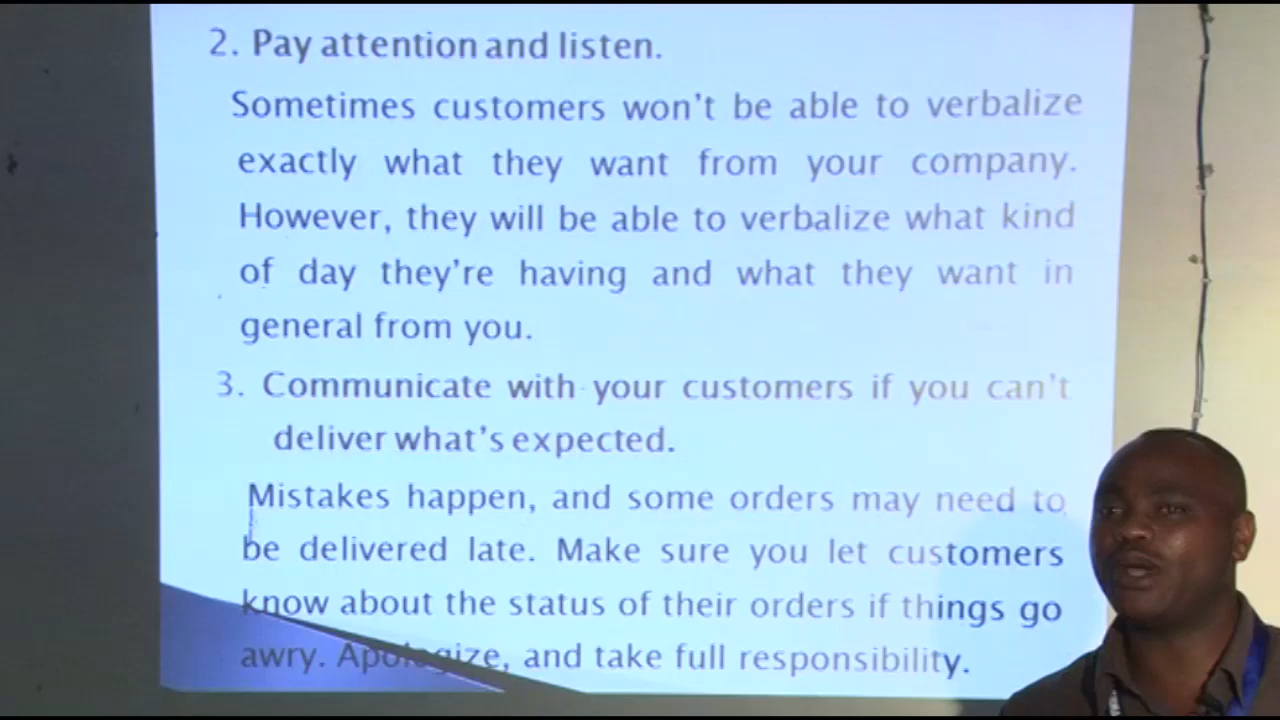 2. Pay attention and listen.
Sometimes customers won't be able to verbalize
exactly what they want from your company.
However, they will be able to verbalize what kind
of day they're having and what they want in
general from you.
3. Communicate with your customers if you can't
deliver what's expected.
Mistakes happen, and some orders may need to
be delivered late. Make sure you let customers
know about the status of their orders if things go
awry. Apologize, and take full responsibility.